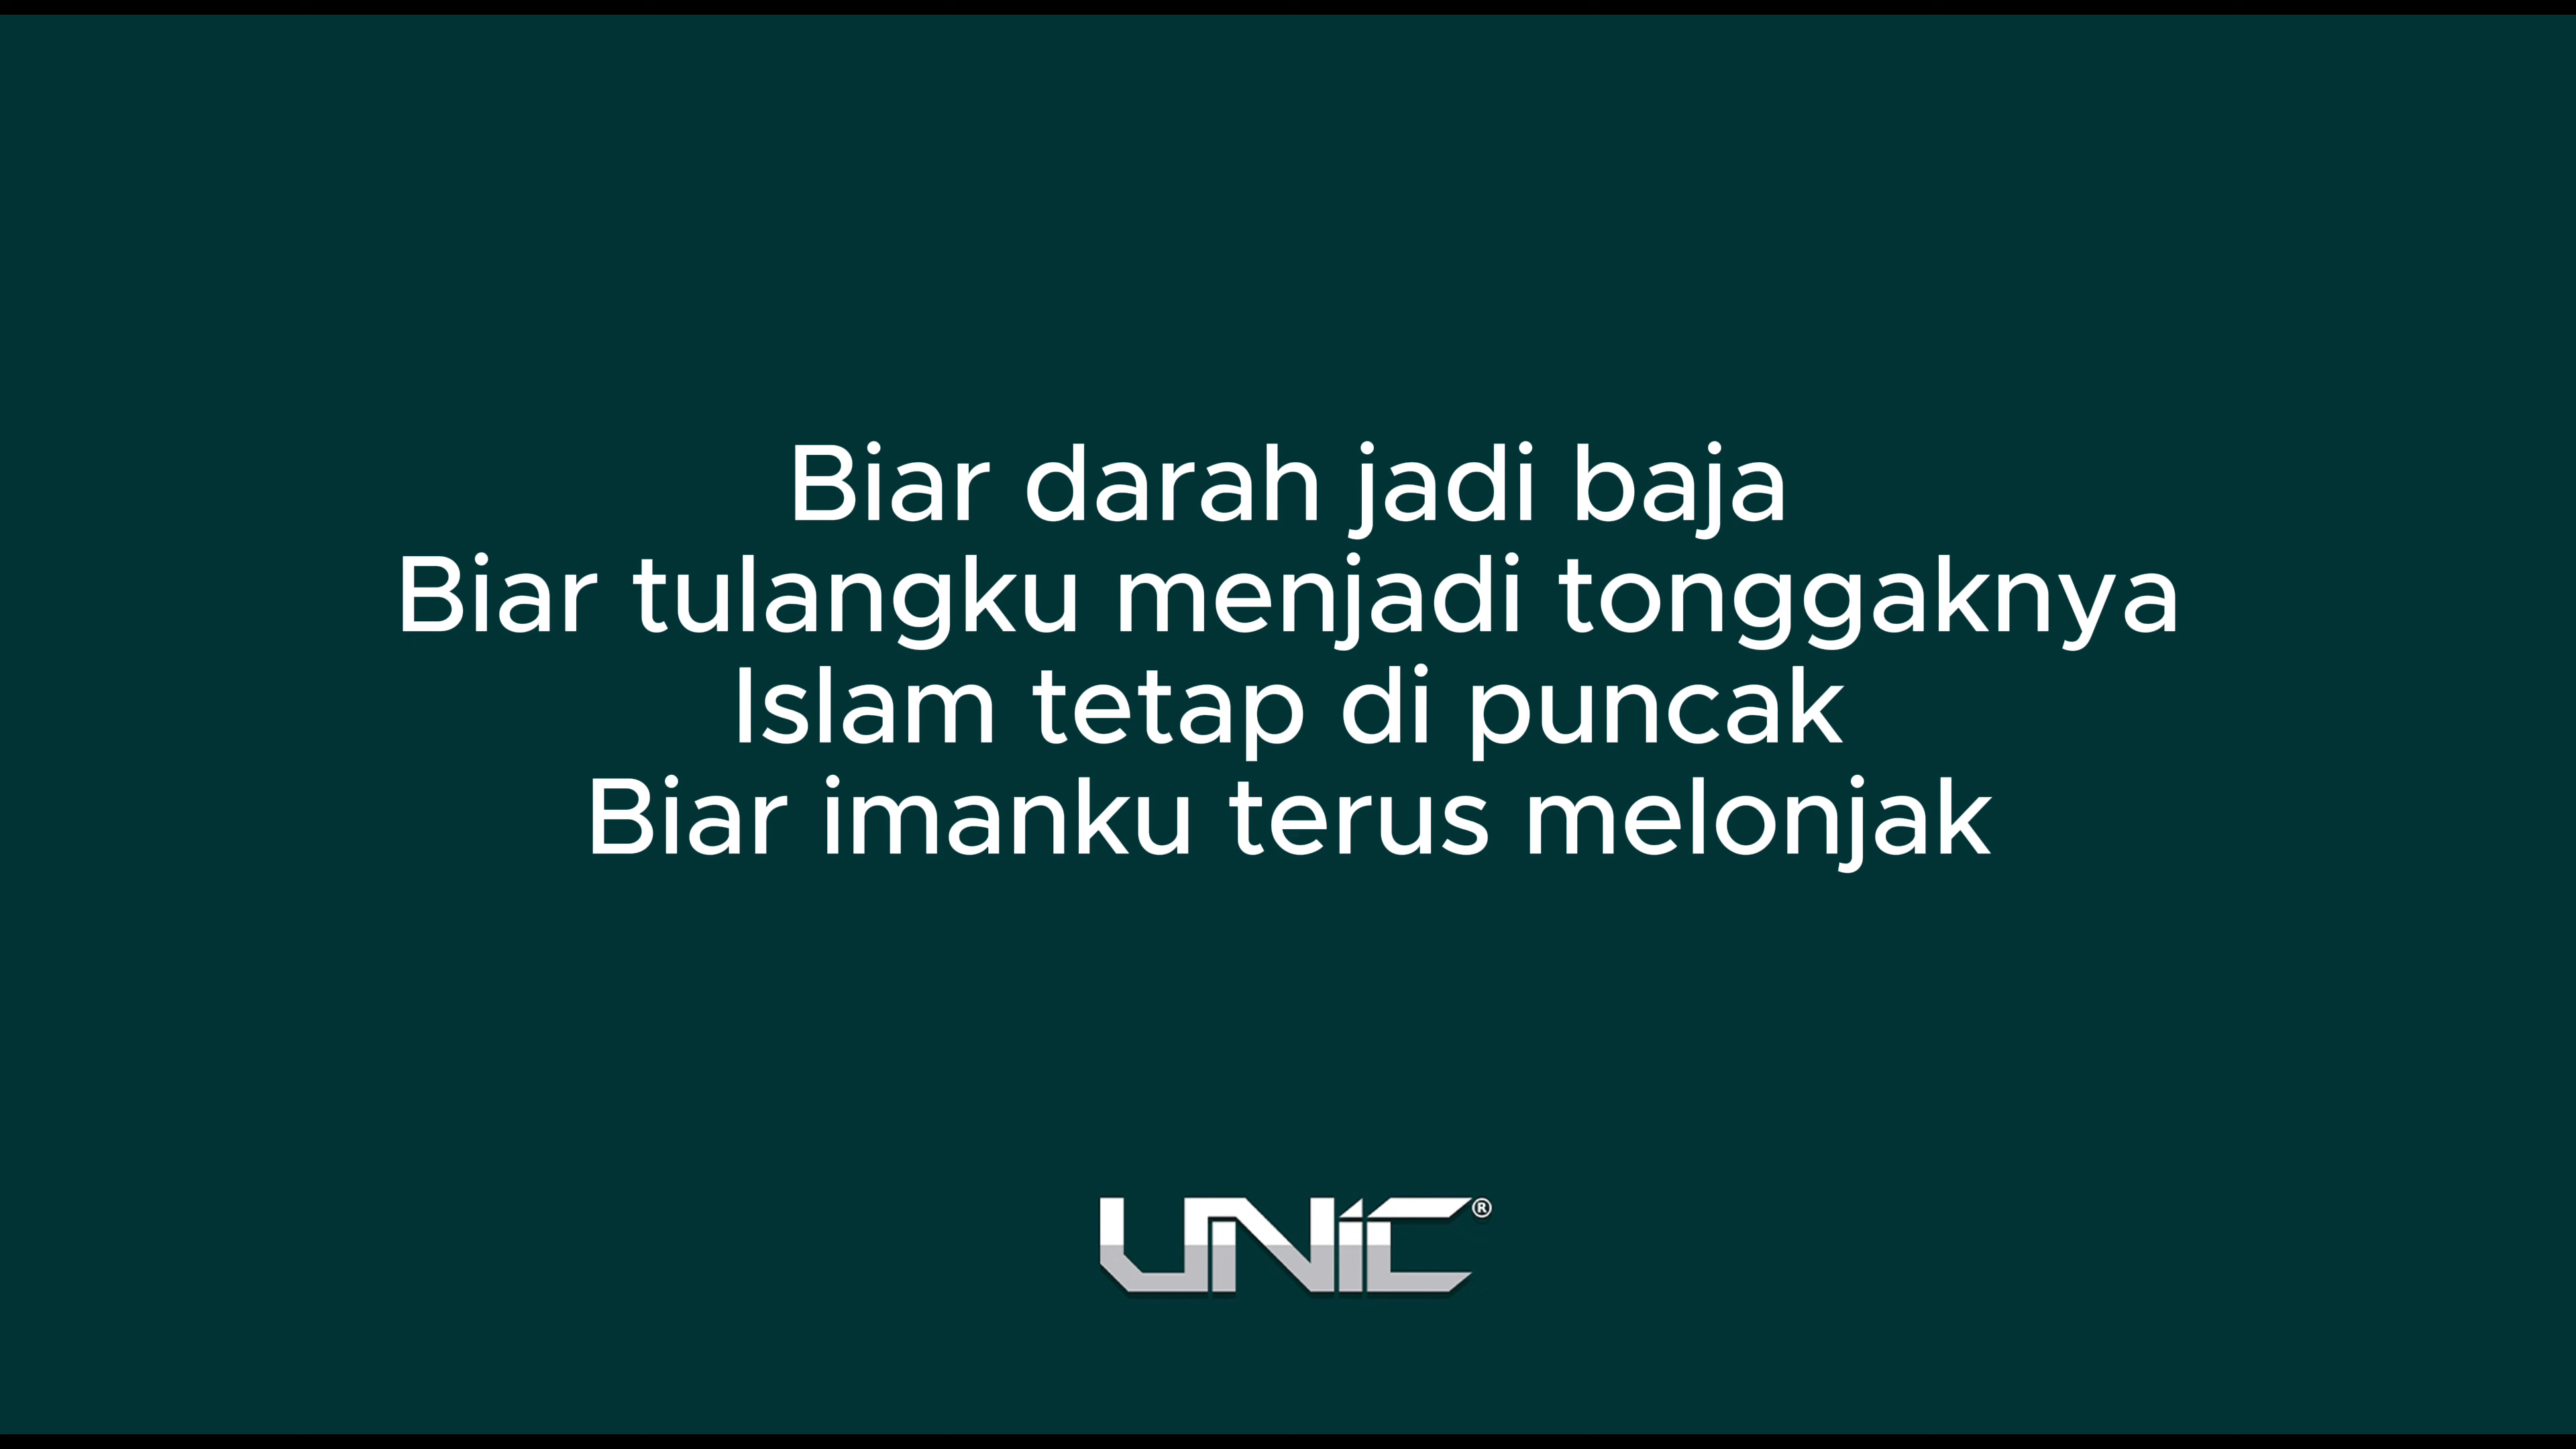 Biar darah jadi baja
Biar tulangku menjadi tonggaknya
Islam tetap di puncak
Biar imanku terus melonjak
UNIC®